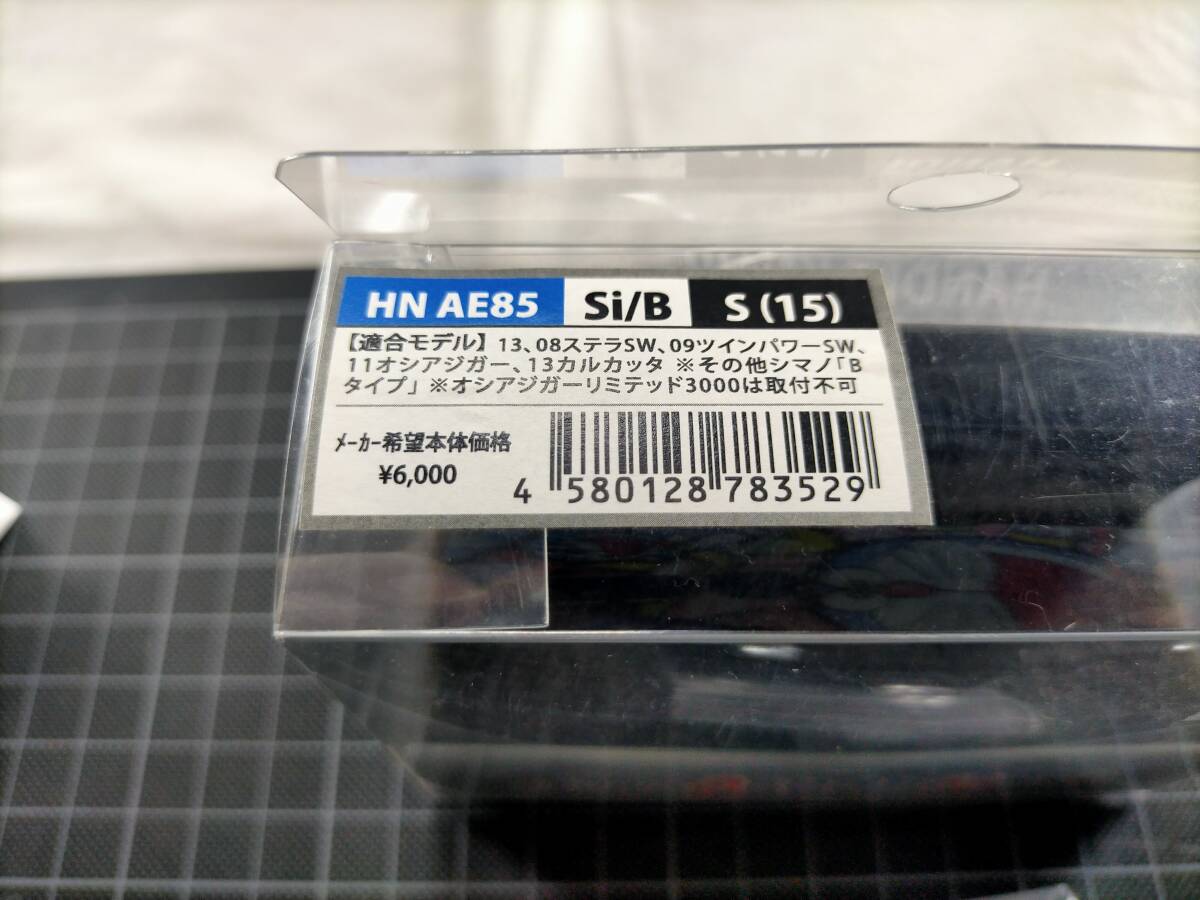 HN AE85 Si/B S (15)
【適合モデル】13、08ステラSW、09ツインパワーSW、
11オシアジガー、13カルカッタ ※その他シマノ「B
タイプ」※オシアジガーリミテッド3000は取付不可
メーカー希望本体価格
¥6,000
4 580128 783529